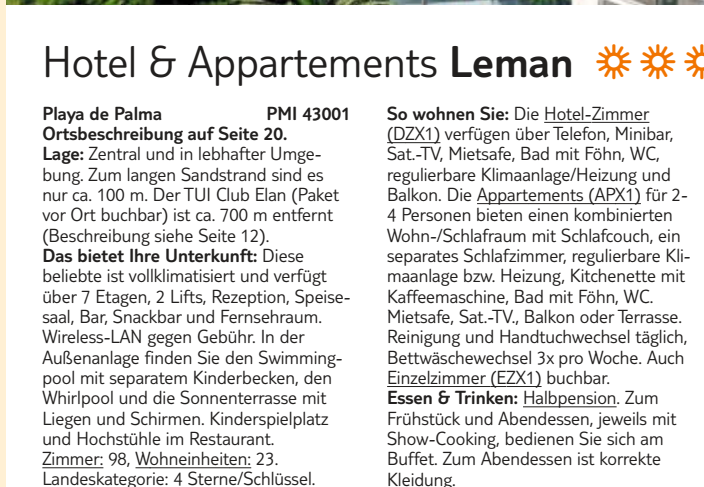 Hotel & Appartements Leman
Playa de Palma PMI 43001
Ortsbeschreibung auf Seite 20.
Lage: Zentral und in lebhafter Umge-
bung. Zum langen Sandstrand sind es
nur ca. 100 m. Der TUI Club Elan (Paket
vor Ort buchbar) ist ca. 700 m entfernt
(Beschreibung siehe Seite 12).
Das bietet Ihre Unterkunft: Diese
beliebte ist vollklimatisiert und verfügt
über 7 Etagen, 2 Lifts, Rezeption, Speise-
saal, Bar, Snackbar und Fernsehraum.
Wireless-LAN gegen Gebühr. In der
Außenanlage finden Sie den Swimming-
pool mit separatem Kinderbecken, den
Whirlpool und die Sonnenterrasse mit
Liegen und Schirmen. Kinderspielplatz
und Hochstühle im Restaurant.
Zimmer: 98, Wohneinheiten: 23.
Landeskategorie: 4 Sterne/Schlüssel.
So wohnen Sie: Die Hotel-Zimmer
(DZX1) verfügen über Telefon, Minibar,
Sat.-TV, Mietsafe, Bad mit Föhn, WC,
regulierbare Klimaanlage/Heizung und
Balkon. Die Appartements (APX1) für 2-
4 Personen bieten einen kombinierten
Wohn-/Schlafraum mit Schlafcouch, ein
separates Schlafzimmer, regulierbare Kli-
maanlage bzw. Heizung, Kitchenette mit
Kaffeemaschine, Bad mit Föhn, WC.
Mietsafe, Sat.-TV., Balkon oder Terrasse.
Reinigung und Handtuchwechsel täglich,
Bettwäschewechsel 3x pro Woche. Auch
Einzelzimmer (EZX1) buchbar.
Essen & Trinken: Halbpension. Zum
Frühstück und Abendessen, jeweils mit
Show-Cooking, bedienen Sie sich am
Buffet. Zum Abendessen ist korrekte
Kleidung.